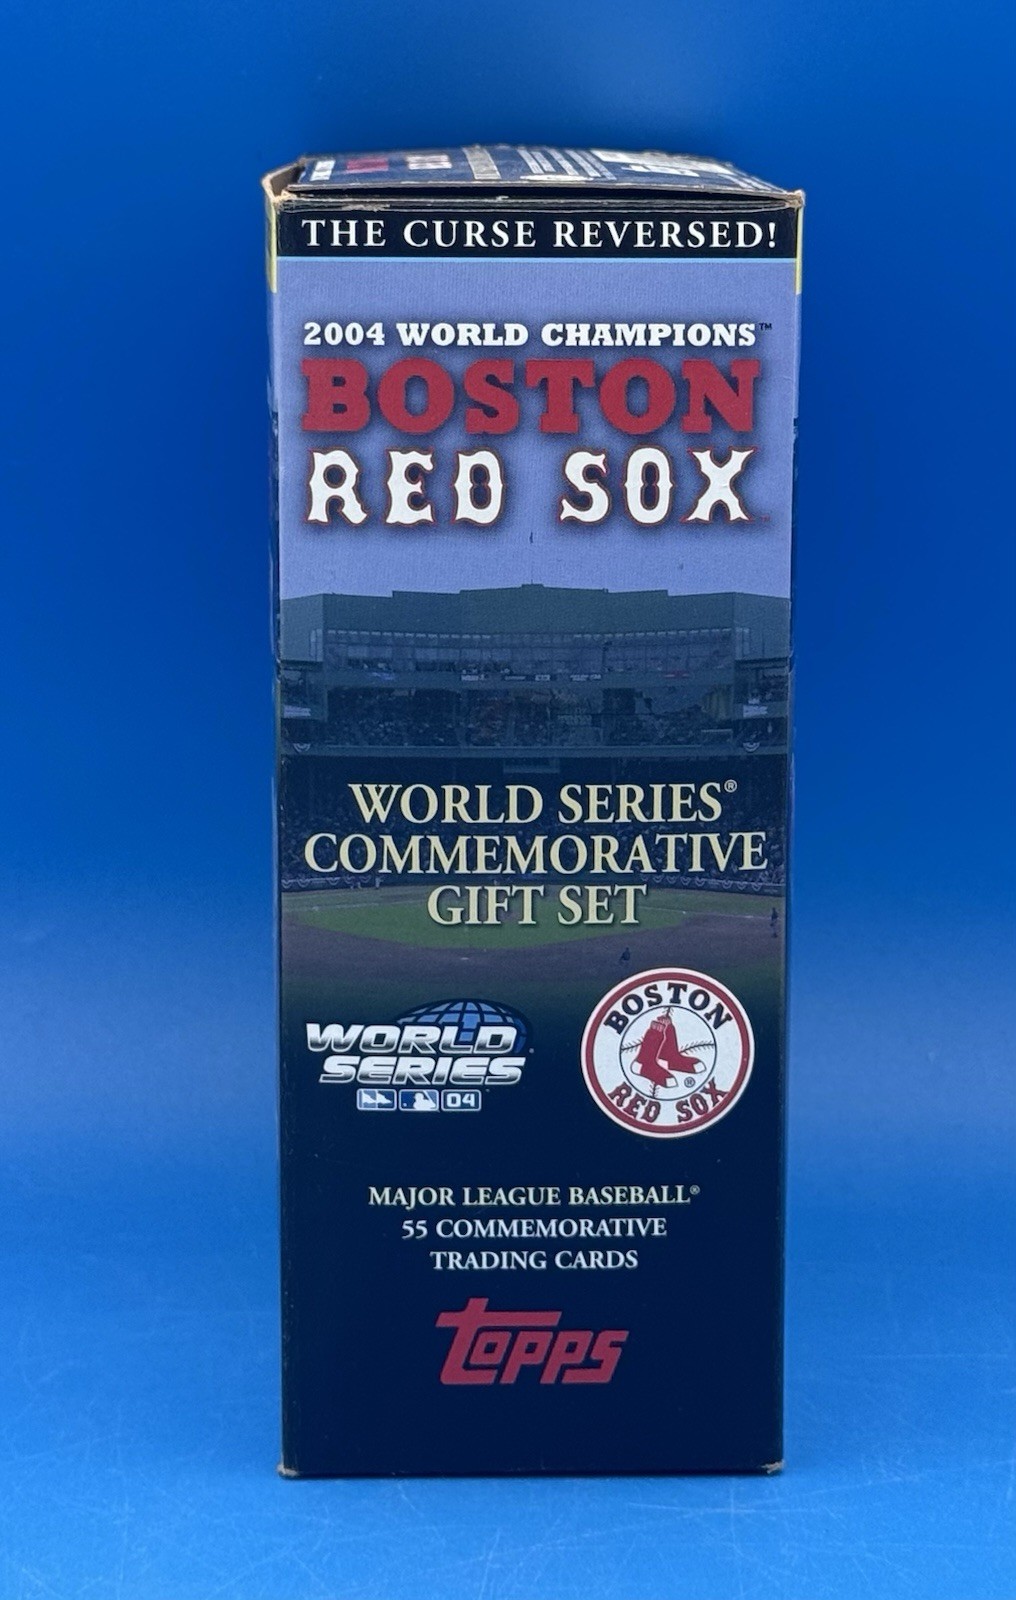 THE CURSE REVERSED!
2004 WORLD CHAMPIONS™
BOSTON
RED SOX
WORLD SERIES®
COMMEMORATIVE
GIFT SET
WORLD
SERIES
04
BOSTON
RED SOX
®
MAJOR LEAGUE BASEBALL®
55 COMMEMORATIVE
TRADING CARDS
Topps